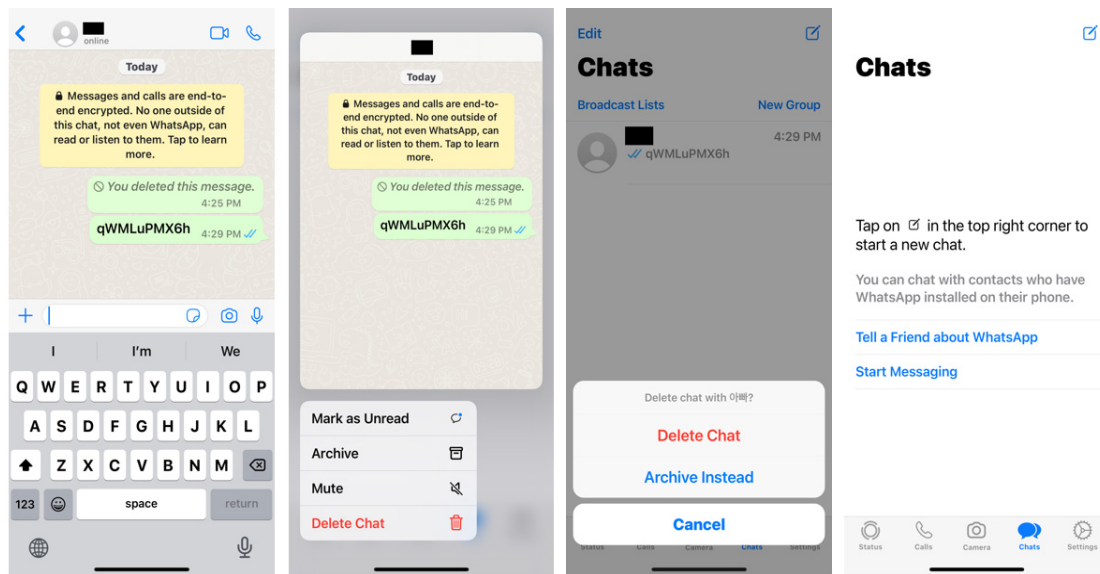 online
Today
Messages and calls are end-to-
end encrypted. No one outside of
this chat, not even WhatsApp, can
read or listen to them. Tap to learn
more.
You deleted this message.
4:25 PM
qWMLuPMX6h 4:29 PM
I I'm We
Q W E R T Y U I O P
A S D F G H J K L
Z X C V B N M
123 space return
Today
Messages and calls are end-to-
end encrypted. No one outside of
this chat, not even WhatsApp, can
read or listen to them. Tap to learn
more.
You deleted this message.
4:25 PM
qWMLuPMX6h 4:29 PM
Mark as Unread
Archive
Mute
Delete Chat
Edit
Chats
Broadcast Lists New Group
4:29 PM
qWMLuPMX6h
Delete chat with 아빠?
Delete Chat
Archive Instead
Cancel
Status Calls Camera Chats Settings
Chats
Tap on in the top right corner to
start a new chat.
You can chat with contacts who have
WhatsApp installed on their phone.
Tell a Friend about WhatsApp
Start Messaging
Status Calls Camera Chats Settings